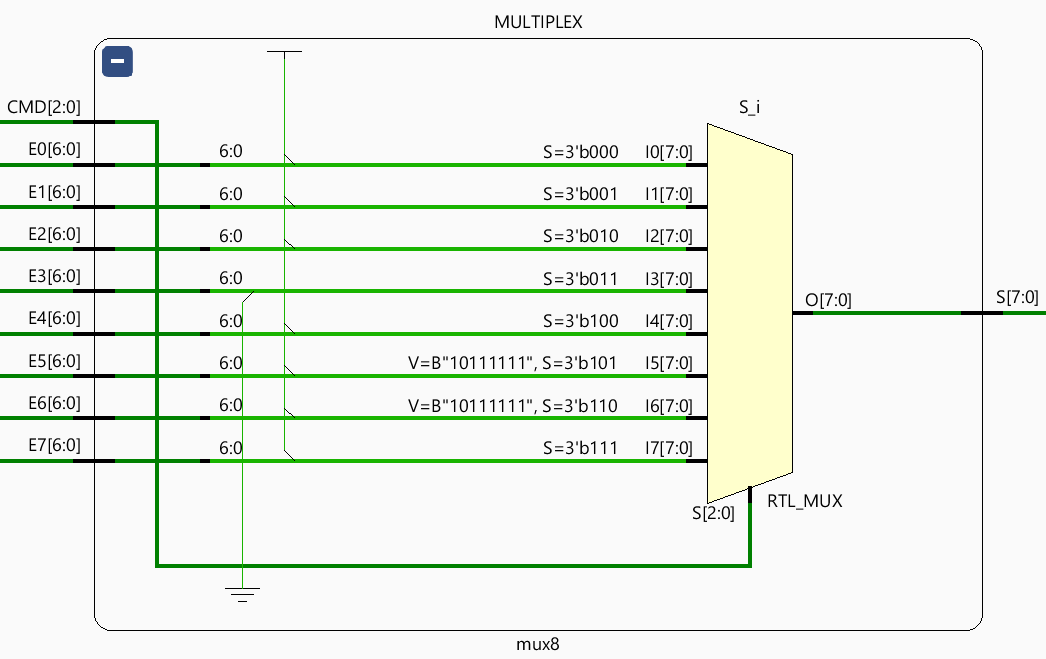 MULTIPLEX
CMD[2:0]
S_i
E0[6:0] 6:0 S=3'b000 I0[7:0]
E1[6:0] 6:0 S=3'b001 I1[7:0]
E2[6:0] 6:0 S=3'b010 I2[7:0]
E3[6:0] 6:0 S=3'b011 I3[7:0]
O[7:0] S[7:0]
E4[6:0] 6:0 S=3'b100 I4[7:0]
E5[6:0] 6:0 V=B"10111111", S=3'b101 I5[7:0]
E6[6:0] 6:0 V=B"10111111", S=3'b110 I6[7:0]
E7[6:0] 6:0 S=3'b111 I7[7:0]
S[2:0] RTL_MUX
mux8